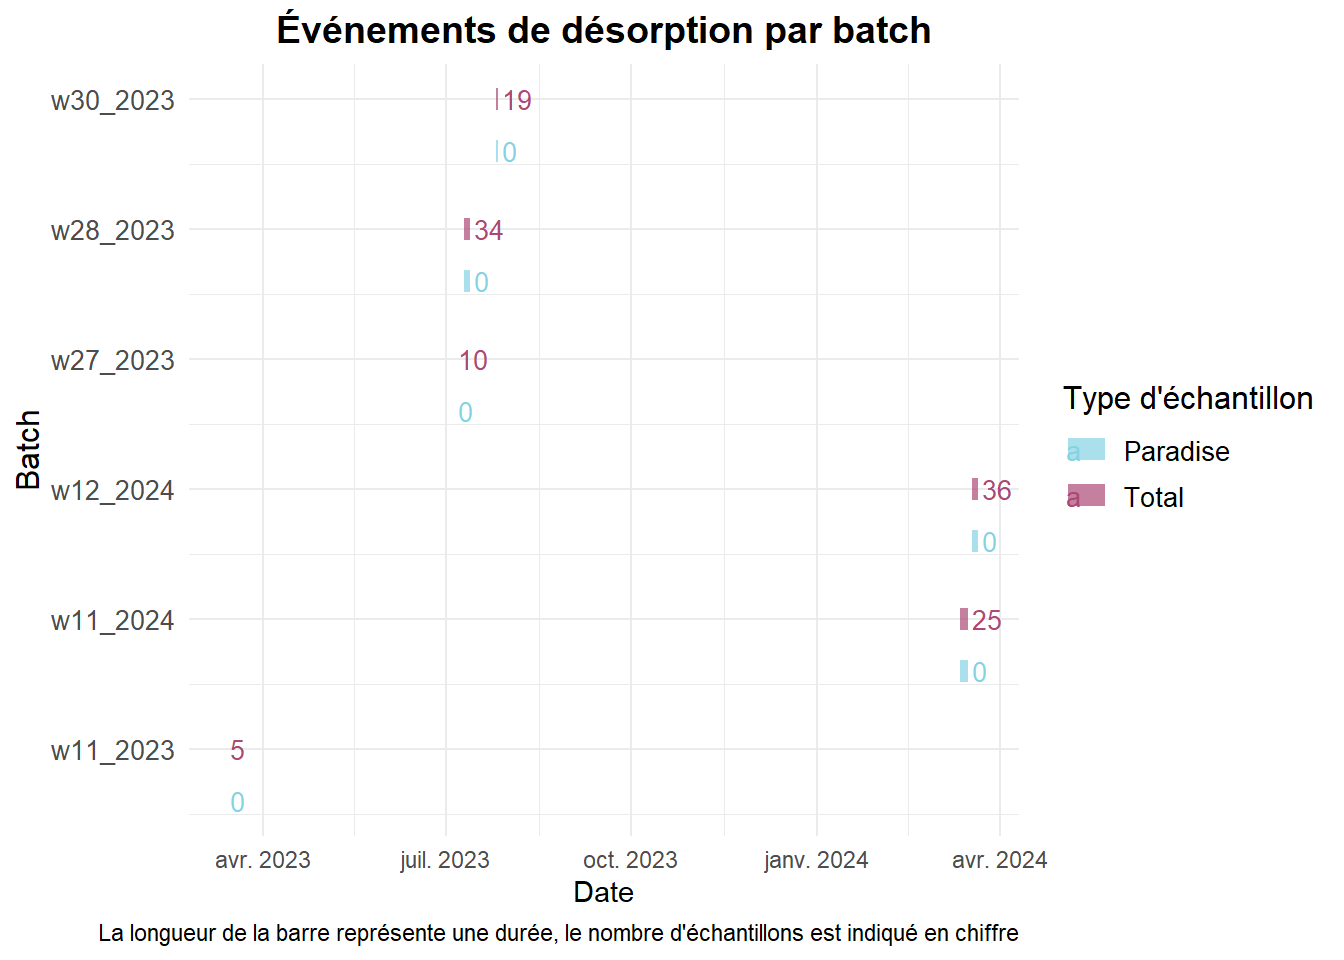 Événements de désorption par batch
w30_2023
19
0
w28_2023
34
0
w27_2023
10
0
w12_2024
36
0
w11_2024
25
0
w11_2023
5
0
Batch
avr. 2023
juil. 2023
oct. 2023
janv. 2024
avr. 2024
Date
Type d'échantillon
a Paradise
a Total
La longueur de la barre représente une durée, le nombre d'échantillons est indiqué en chiffre